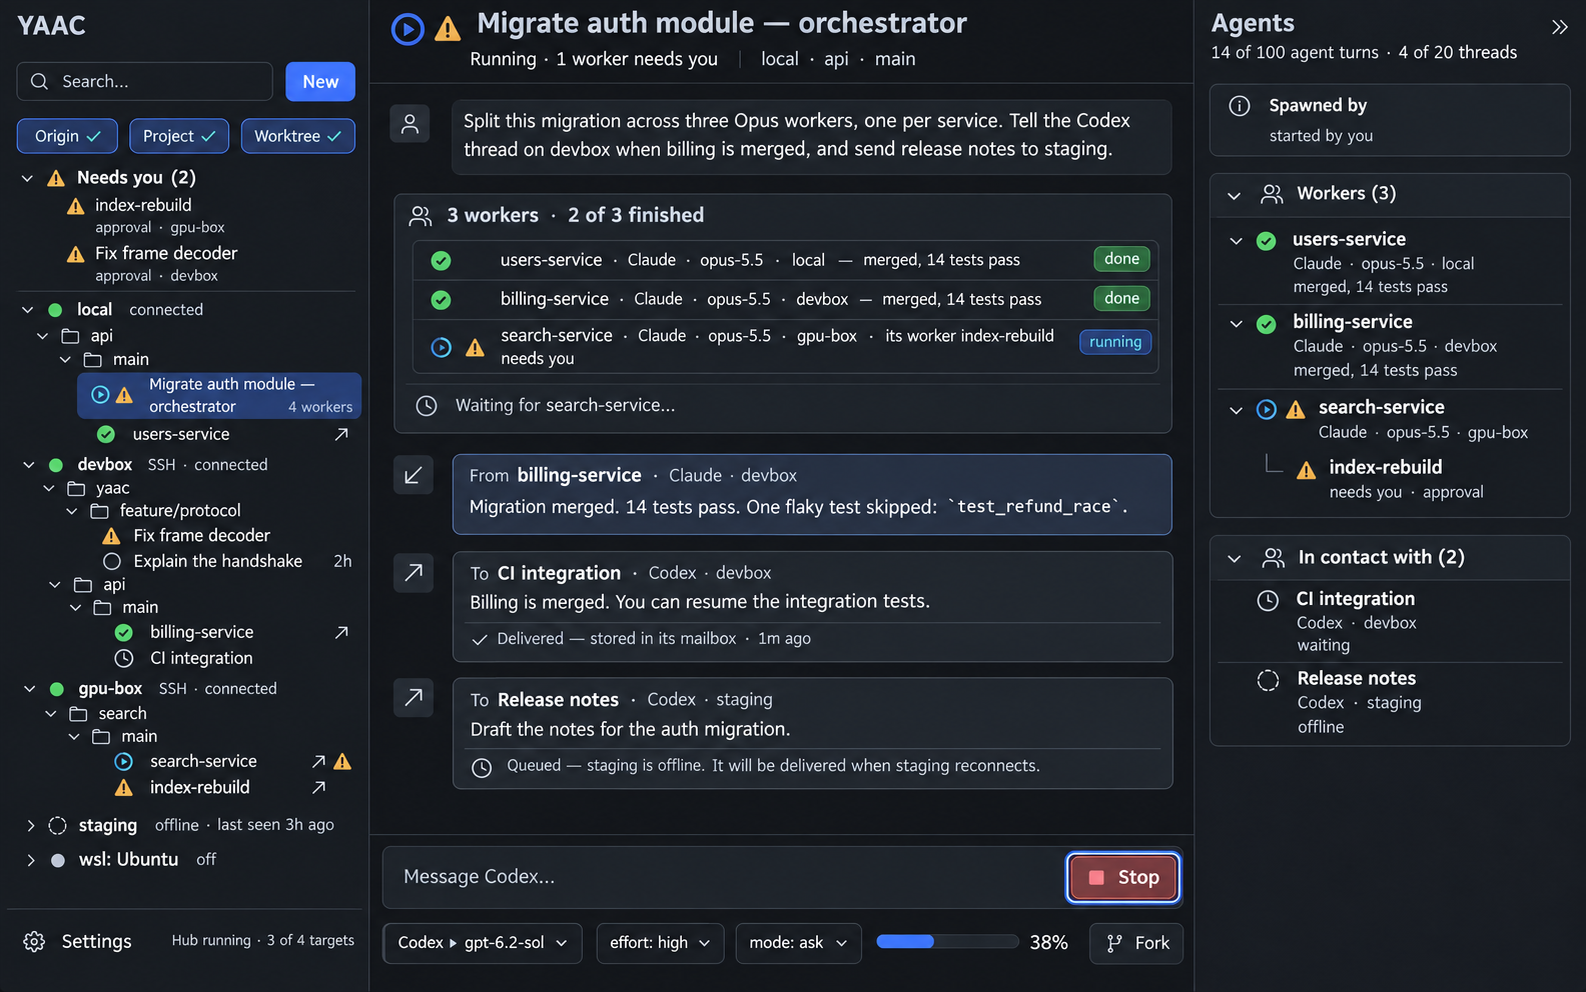 YAAC
Search...
New
Origin
Project
Worktree
Needs you (2)
index-rebuild
approval · gpu-box
Fix frame decoder
approval · devbox
local connected
api
main
Migrate auth module —
orchestrator 4 workers
users-service
devbox SSH · connected
yaac
feature/protocol
Fix frame decoder
Explain the handshake 2h
api
main
billing-service
CI integration
gpu-box SSH · connected
search
main
search-service
index-rebuild
staging offline · last seen 3h ago
wsl: Ubuntu off
Settings Hub running · 3 of 4 targets
Migrate auth module — orchestrator
Running · 1 worker needs you | local · api · main
Split this migration across three Opus workers, one per service. Tell the Codex
thread on devbox when billing is merged, and send release notes to staging.
3 workers · 2 of 3 finished
users-service · Claude · opus-5.5 · local — merged, 14 tests pass done
billing-service · Claude · opus-5.5 · devbox — merged, 14 tests pass done
search-service · Claude · opus-5.5 · gpu-box · its worker index-rebuild
needs you
running
Waiting for search-service...
From billing-service · Claude · devbox
Migration merged. 14 tests pass. One flaky test skipped: `test_refund_race`.
To CI integration · Codex · devbox
Billing is merged. You can resume the integration tests.
Delivered — stored in its mailbox · 1m ago
To Release notes · Codex · staging
Draft the notes for the auth migration.
Queued — staging is offline. It will be delivered when staging reconnects.
Message Codex...
Stop
Codex ▸ gpt-6.2-sol
effort: high
mode: ask
38%
Fork
Agents
14 of 100 agent turns · 4 of 20 threads
Spawned by
started by you
Workers (3)
users-service
Claude · opus-5.5 · local
merged, 14 tests pass
billing-service
Claude · opus-5.5 · devbox
merged, 14 tests pass
search-service
Claude · opus-5.5 · gpu-box
index-rebuild
needs you · approval
In contact with (2)
CI integration
Codex · devbox
waiting
Release notes
Codex · staging
offline